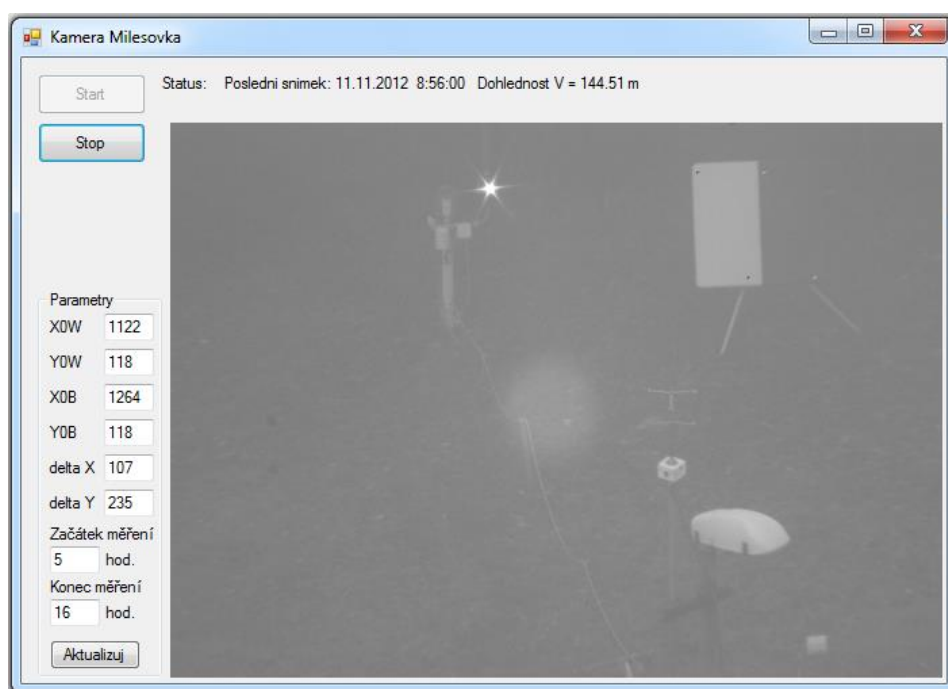 Kamera Milesovka
Start
Status: Posledni snimek: 11.11.2012 8:56:00 Dohlednost V = 144.51 m
Stop
Parametry
X0W 1122
Y0W 118
X0B 1264
Y0B 118
delta X 107
delta Y 235
Začátek měření
5 hod.
Konec měření
16 hod.
Aktualizuj